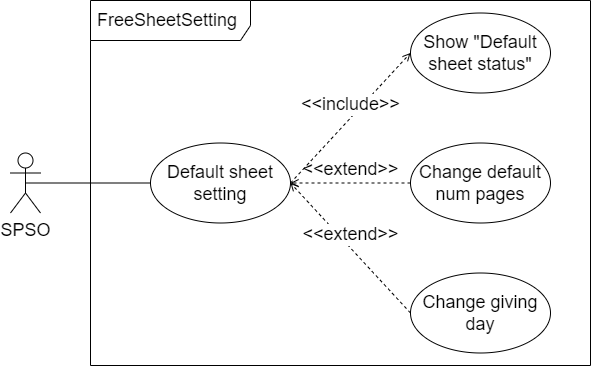 FreeSheetSetting
Show "Default
sheet status"
<<include>>
Default sheet
setting
<<extend>>
Change default
num pages
SPSO
<<extend>>
Change giving
day